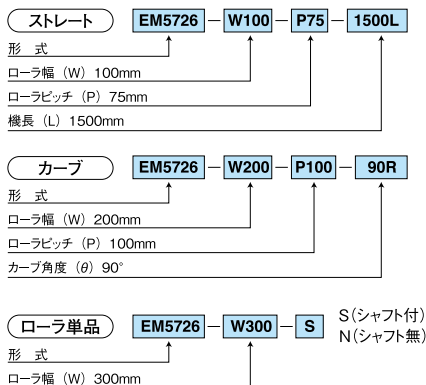 ストレート EM5726 － W100 － P75 － 1500L
形　式
ローラ幅（W）100mm
ローラピッチ（P）75mm
機長（L）1500mm
カーブ EM5726 － W200 － P100 － 90R
形　式
ローラ幅（W）200mm
ローラピッチ（P）100mm
カーブ角度（θ）90°
ローラ単品 EM5726 － W300 － S
S（シャフト付）
N（シャフト無）
形　式
ローラ幅（W）300mm